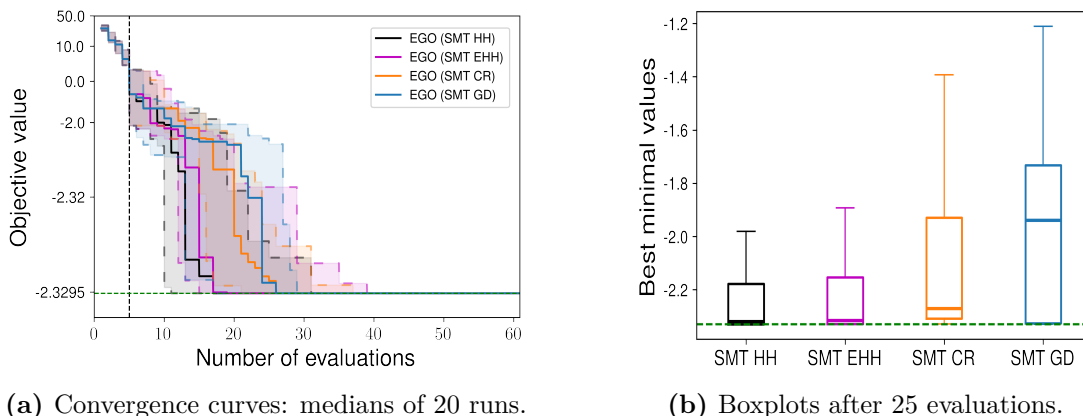 50.0
10.0
0.0
-2.0
-2.32
-2.3295
Objective value
EGO (SMT HH)
EGO (SMT EHH)
EGO (SMT CR)
EGO (SMT GD)
0 10 20 30 40 50 60
Number of evaluations
(a) Convergence curves: medians of 20 runs.
-1.2
-1.4
-1.6
-1.8
-2.0
-2.2
Best minimal values
SMT HH SMT EHH SMT CR SMT GD
(b) Boxplots after 25 evaluations.